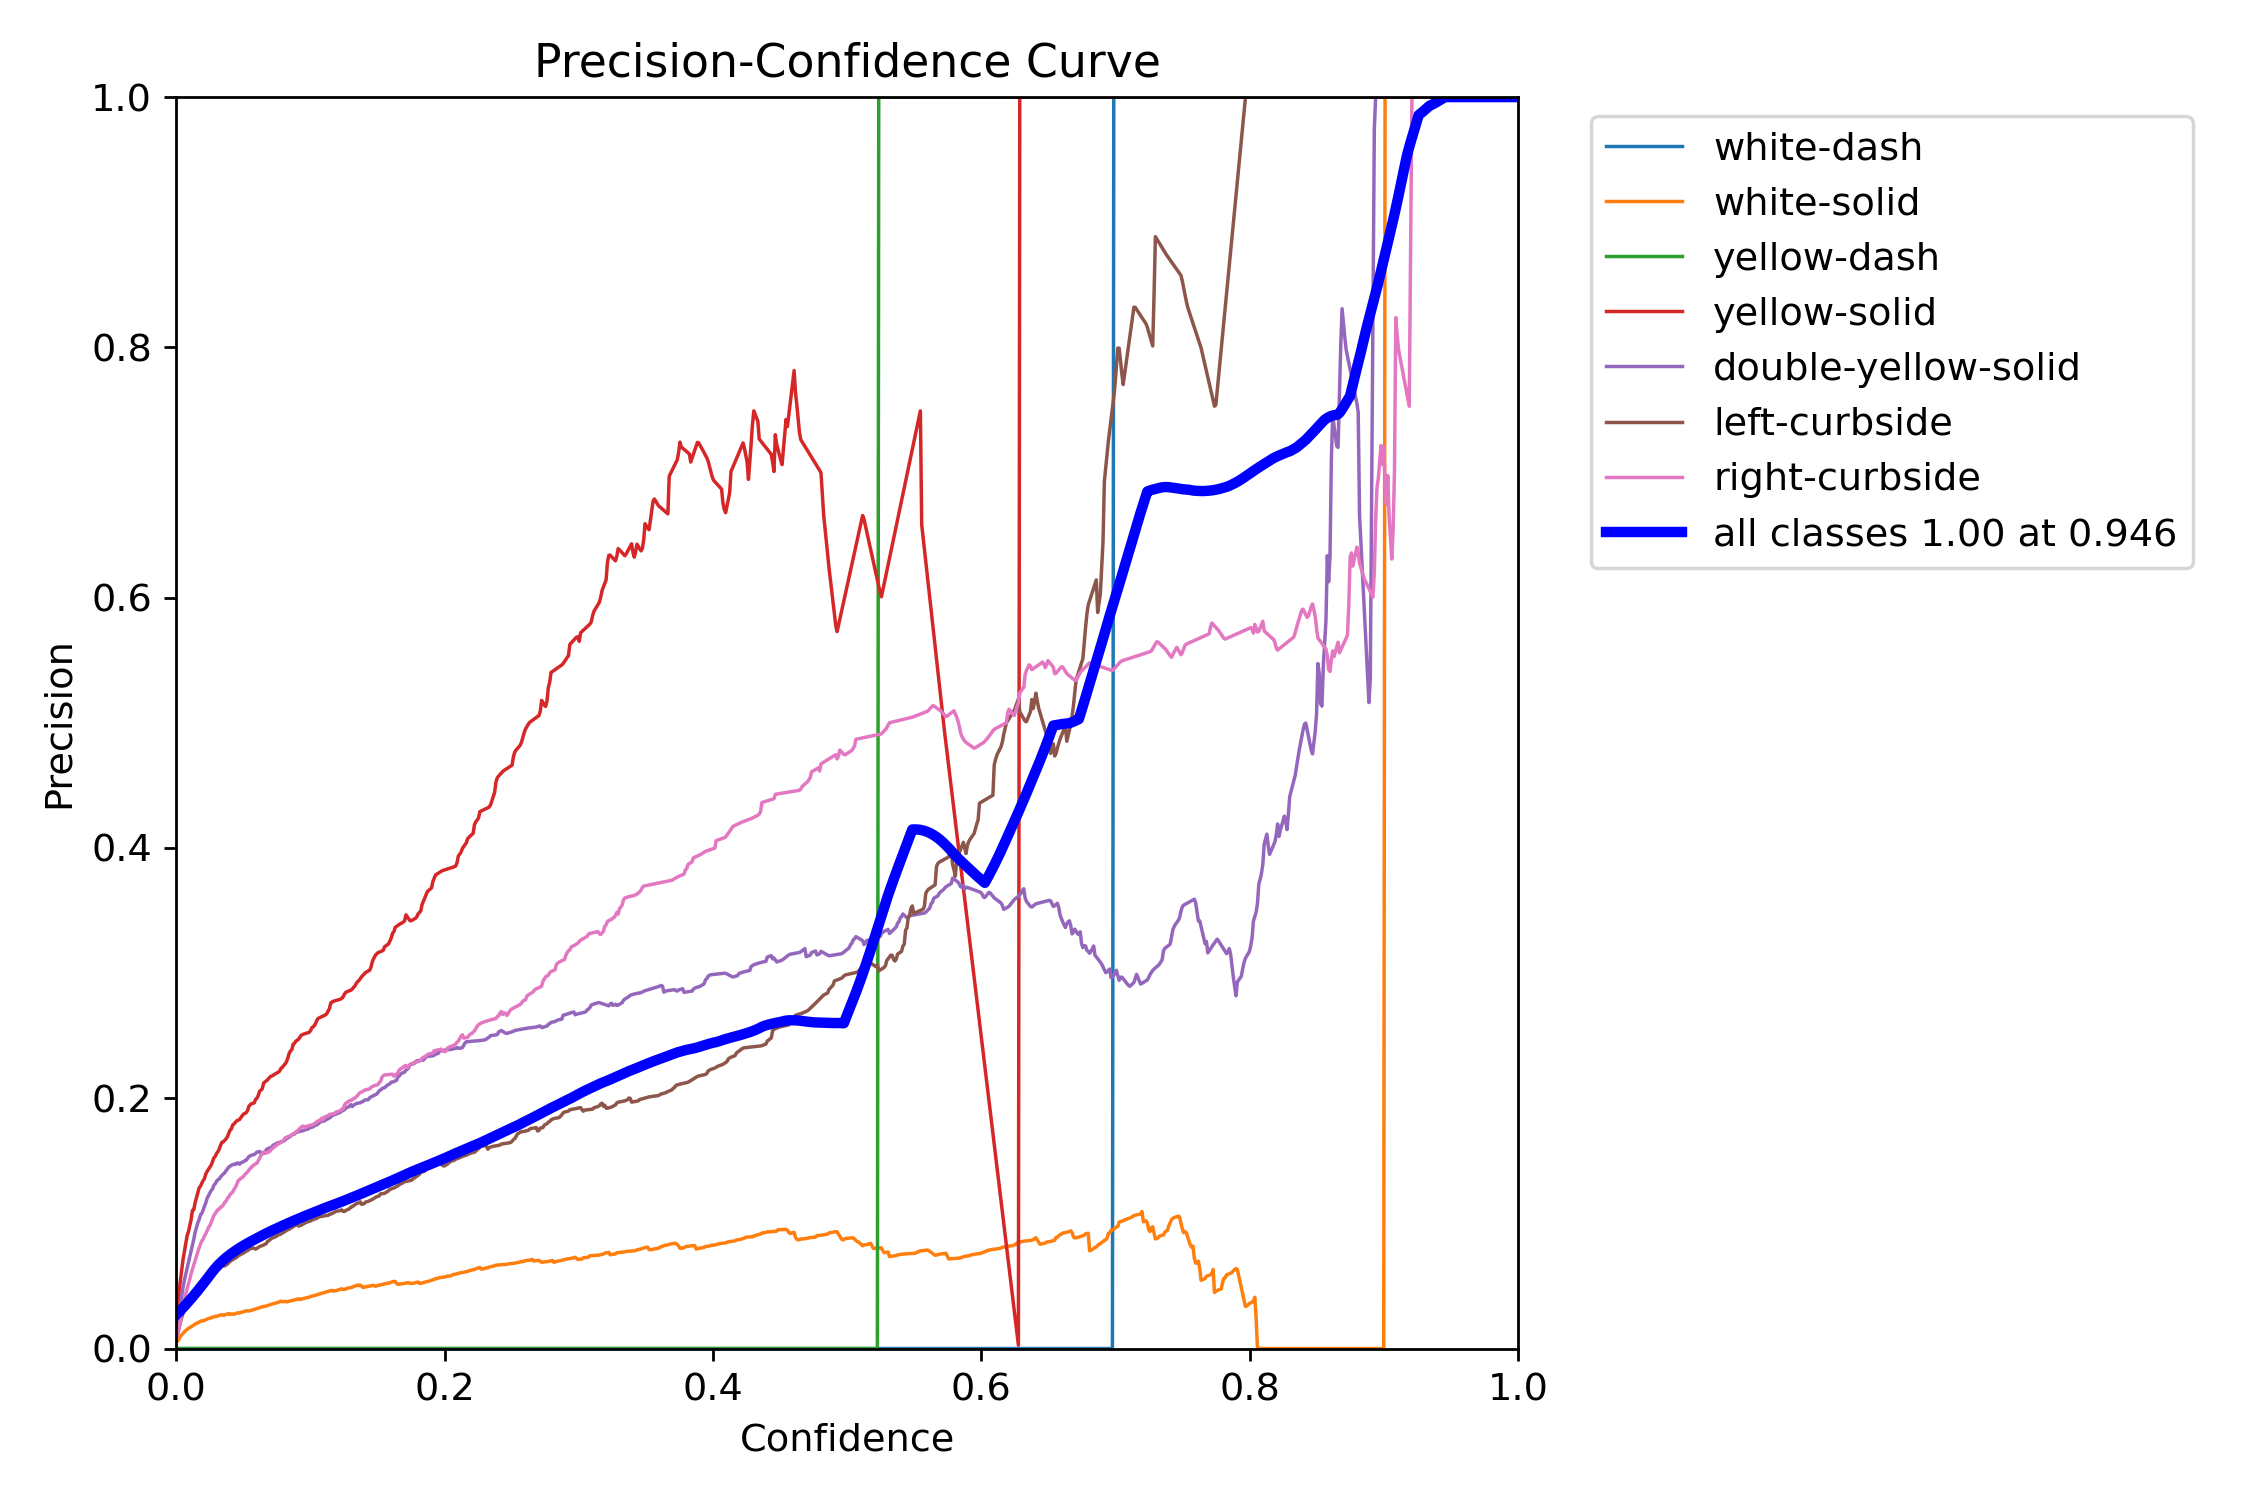 Precision-Confidence Curve
1.0
0.8
0.6
0.4
0.2
0.0
Precision
0.0 0.2 0.4 0.6 0.8 1.0
Confidence
white-dash
white-solid
yellow-dash
yellow-solid
double-yellow-solid
left-curbside
right-curbside
all classes 1.00 at 0.946